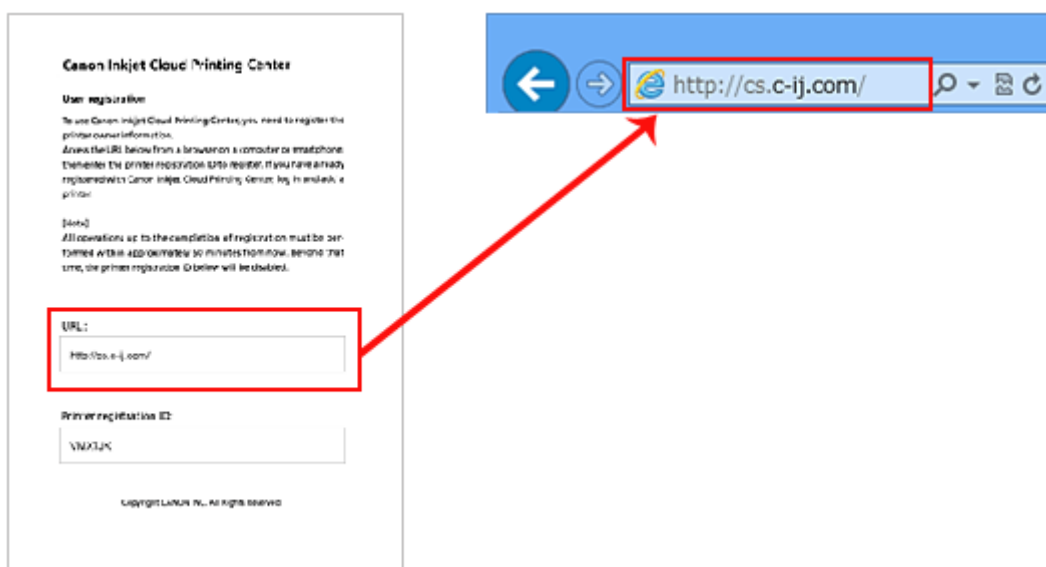 Canon Inkjet Cloud Printing Center
User registration
To use Canon Inkjet Cloud Printing Center, you need to register the
printer owner information.
Access the URL below from a browser on a computer or smartphone
then enter the printer registration ID to register. If you have already
registered with Canon Inkjet Cloud Printing Center, log in and add a
printer.
[Note]
All operations up to the completion of registration must be per-
formed within approximately 50 minutes from now. Beyond that
time, the printer registration ID below will be disabled.
URL:
http://cs.c-ij.com/
Printer registration ID:
Copyright CANON INC. All Rights Reserved
http://cs.c-ij.com/